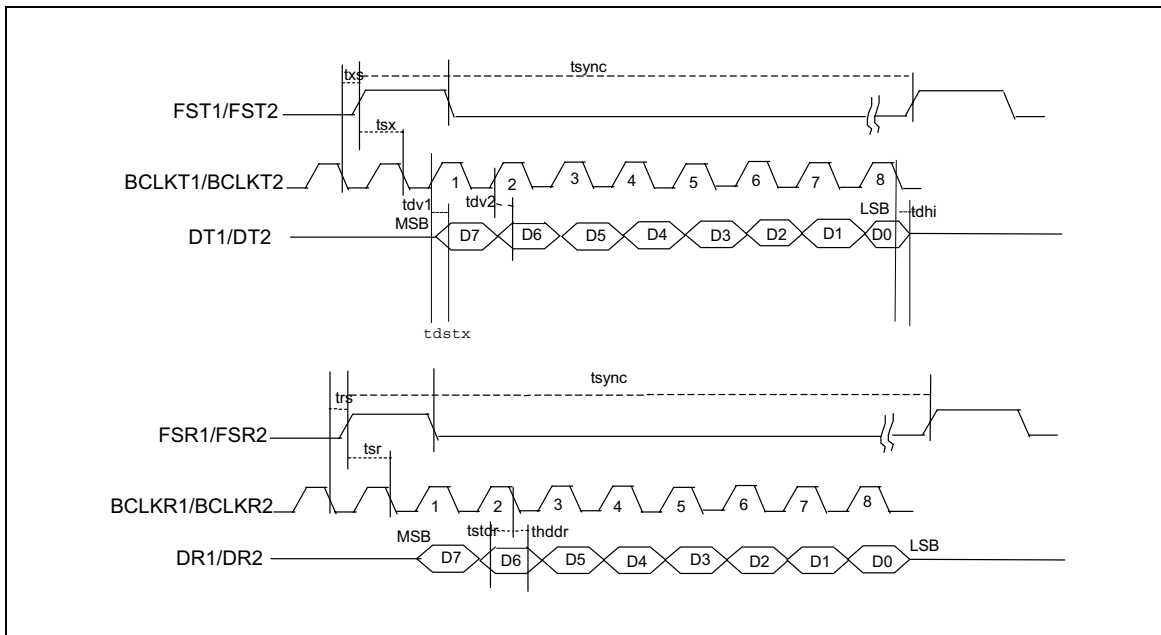 txs
tsync
FST1/FST2
tsx
BCLKT1/BCLKT2
1 2 3 4 5 6 7 8
tdv1
tdv2
LSB
tdhi
MSB
DT1/DT2
D7 D6 D5 D4 D3 D2 D1 D0
tdstx
tsync
trs
FSR1/FSR2
tsr
BCLKR1/BCLKR2
1 2 3 4 5 6 7 8
tstdr
thddr
MSB
LSB
DR1/DR2
D7 D6 D5 D4 D3 D2 D1 D0